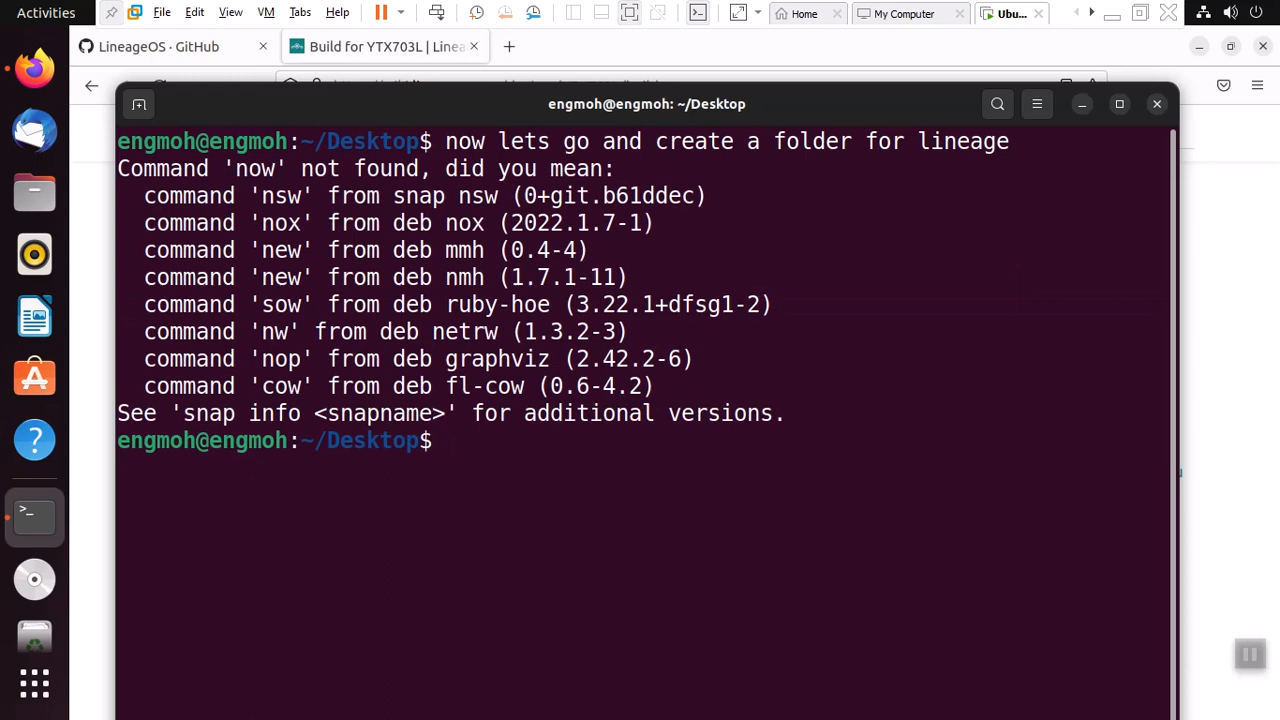 Activities
File Edit View VM Tabs Help
Home
My Computer
Ubu...
LineageOS · GitHub
Build for YTX703L | Linea
engmoh@engmoh: ~/Desktop
engmoh@engmoh:~/Desktop$ now lets go and create a folder for lineage
Command 'now' not found, did you mean:
command 'nsw' from snap nsw (0+git.b61ddec)
command 'nox' from deb nox (2022.1.7-1)
command 'new' from deb mmh (0.4-4)
command 'new' from deb nmh (1.7.1-11)
command 'sow' from deb ruby-hoe (3.22.1+dfsg1-2)
command 'nw' from deb netrw (1.3.2-3)
command 'nop' from deb graphviz (2.42.2-6)
command 'cow' from deb fl-cow (0.6-4.2)
See 'snap info <snapname>' for additional versions.
engmoh@engmoh:~/Desktop$